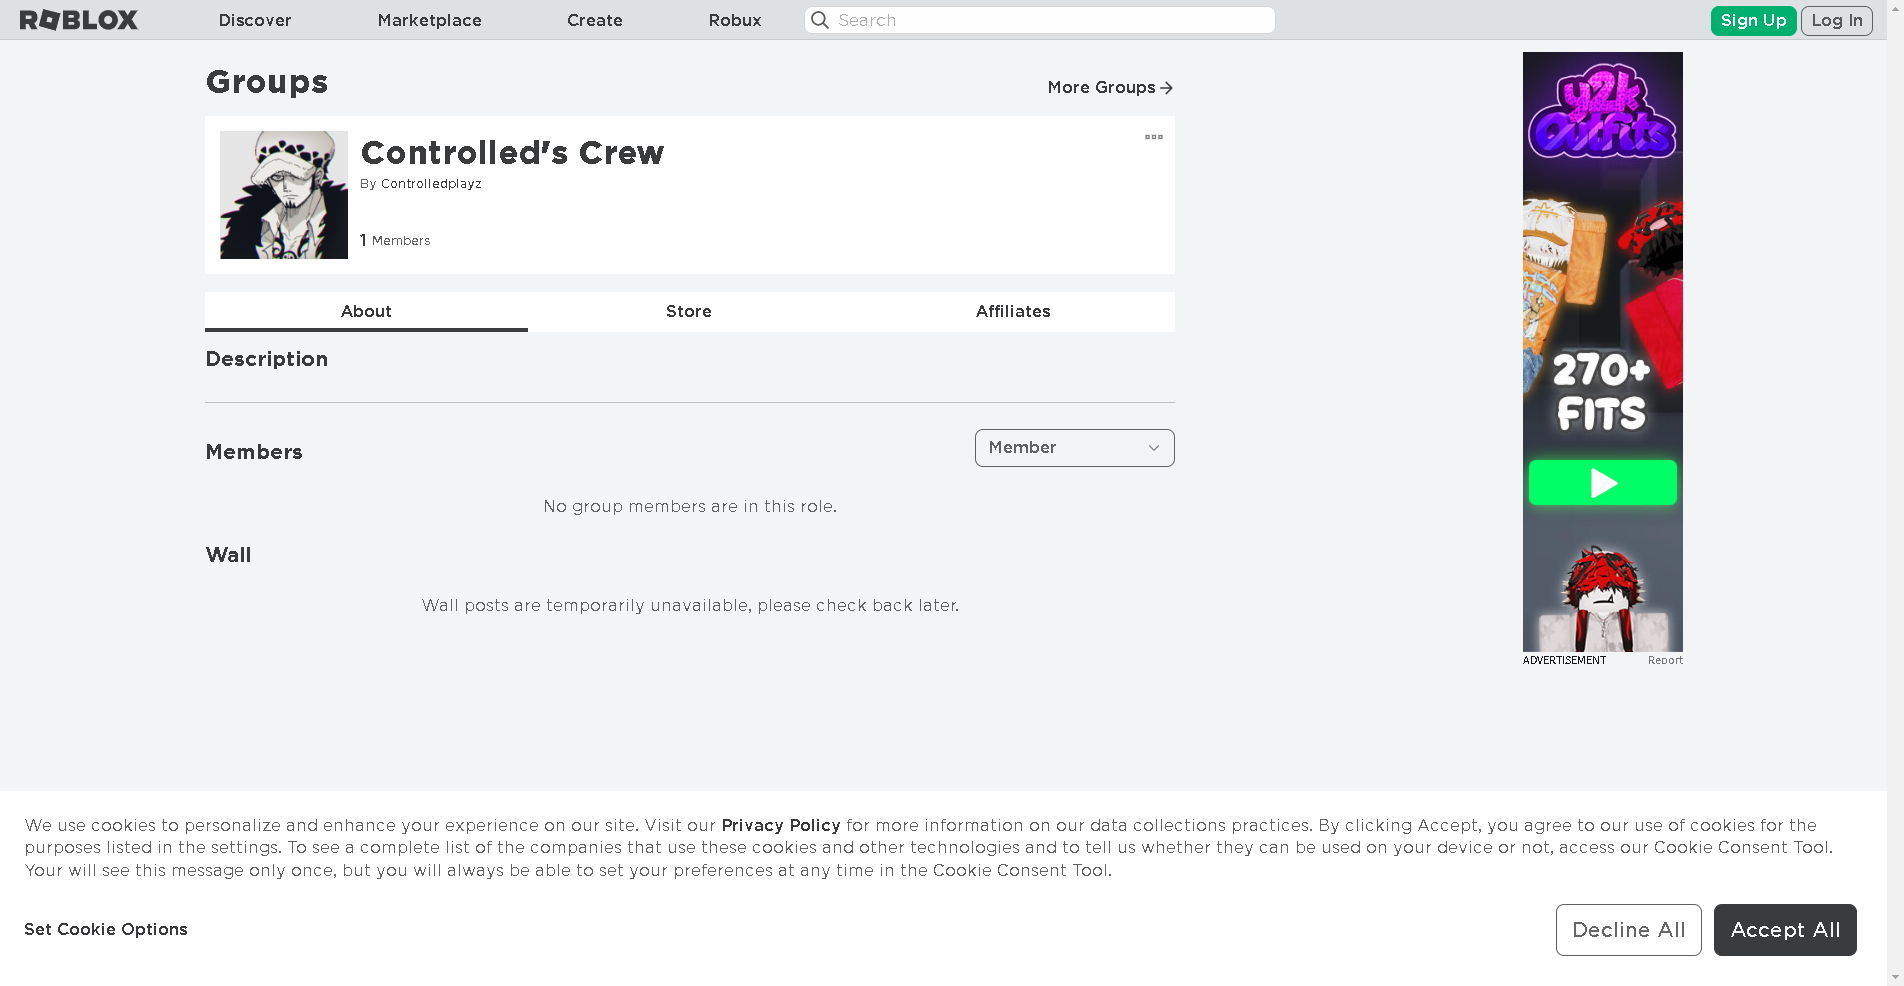 ROBLOX
Discover
Marketplace
Create
Robux
Search
Sign Up
Log In
Groups
More Groups
Controlled's Crew
By Controlledplayz
1 Members
About
Store
Affiliates
Description
Members
Member
No group members are in this role.
Wall
Wall posts are temporarily unavailable, please check back later.
y2k
Outfits
270+
FITS
ADVERTISEMENT
Report
We use cookies to personalize and enhance your experience on our site. Visit our Privacy Policy for more information on our data collections practices. By clicking Accept, you agree to our use of cookies for the
purposes listed in the settings. To see a complete list of the companies that use these cookies and other technologies and to tell us whether they can be used on your device or not, access our Cookie Consent Tool.
Your will see this message only once, but you will always be able to set your preferences at any time in the Cookie Consent Tool.
Set Cookie Options
Decline All
Accept All